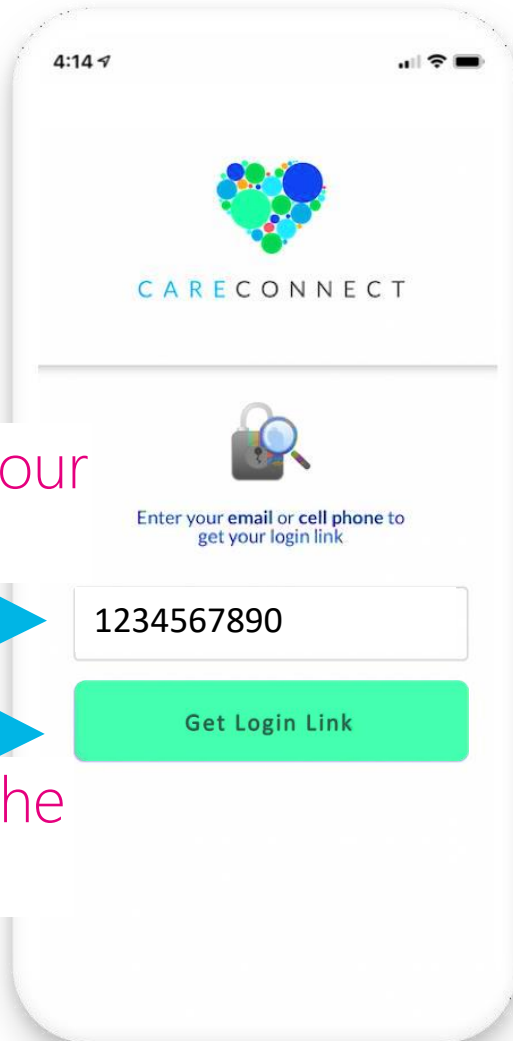 4:14
CARECONNECT
our
Enter your email or cell phone to
get your login link
1234567890
Get Login Link
he